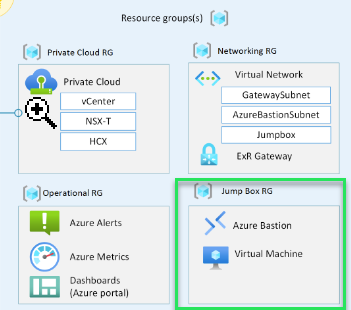 Resource groups(s)
Private Cloud RG
Private Cloud
vCenter
NSX-T
HCX
Networking RG
Virtual Network
GatewaySubnet
AzureBastionSubnet
Jumpbox
ExR Gateway
Operational RG
Azure Alerts
Azure Metrics
Dashboards
(Azure portal)
Jump Box RG
Azure Bastion
Virtual Machine